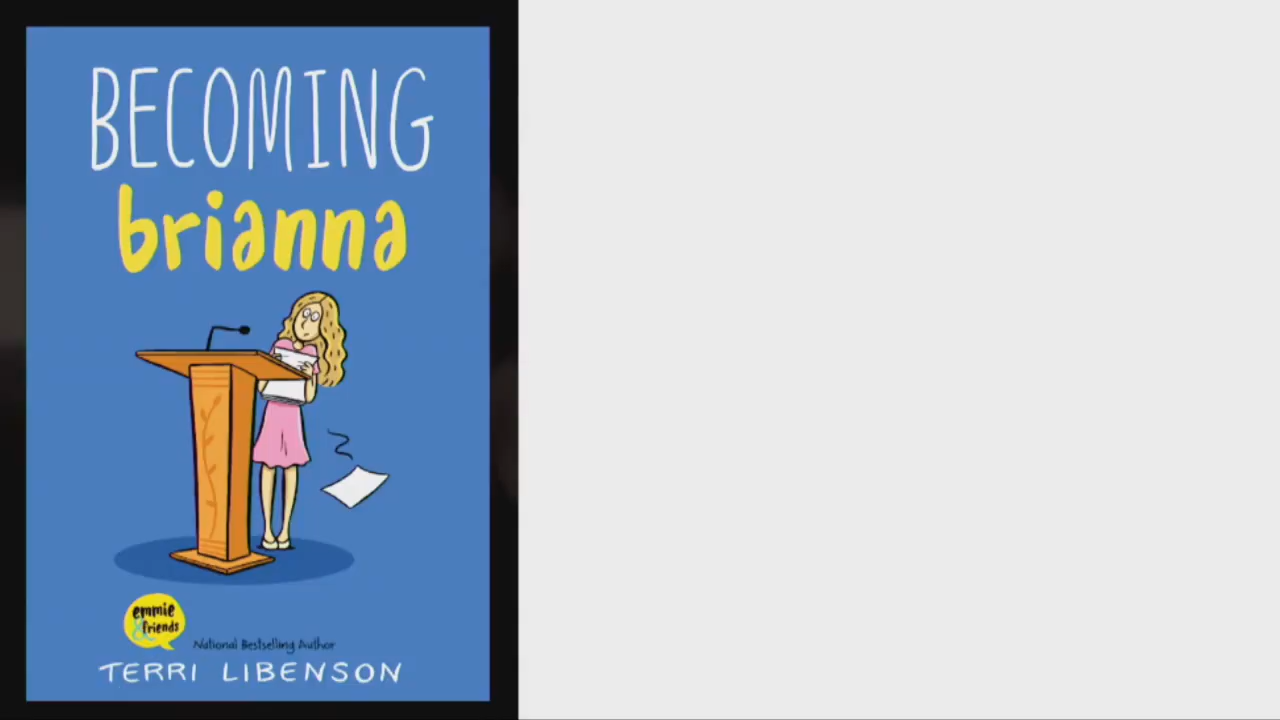 BECOMING
brianna
emmie
& friends
National Bestselling Author
TERRI LIBENSON